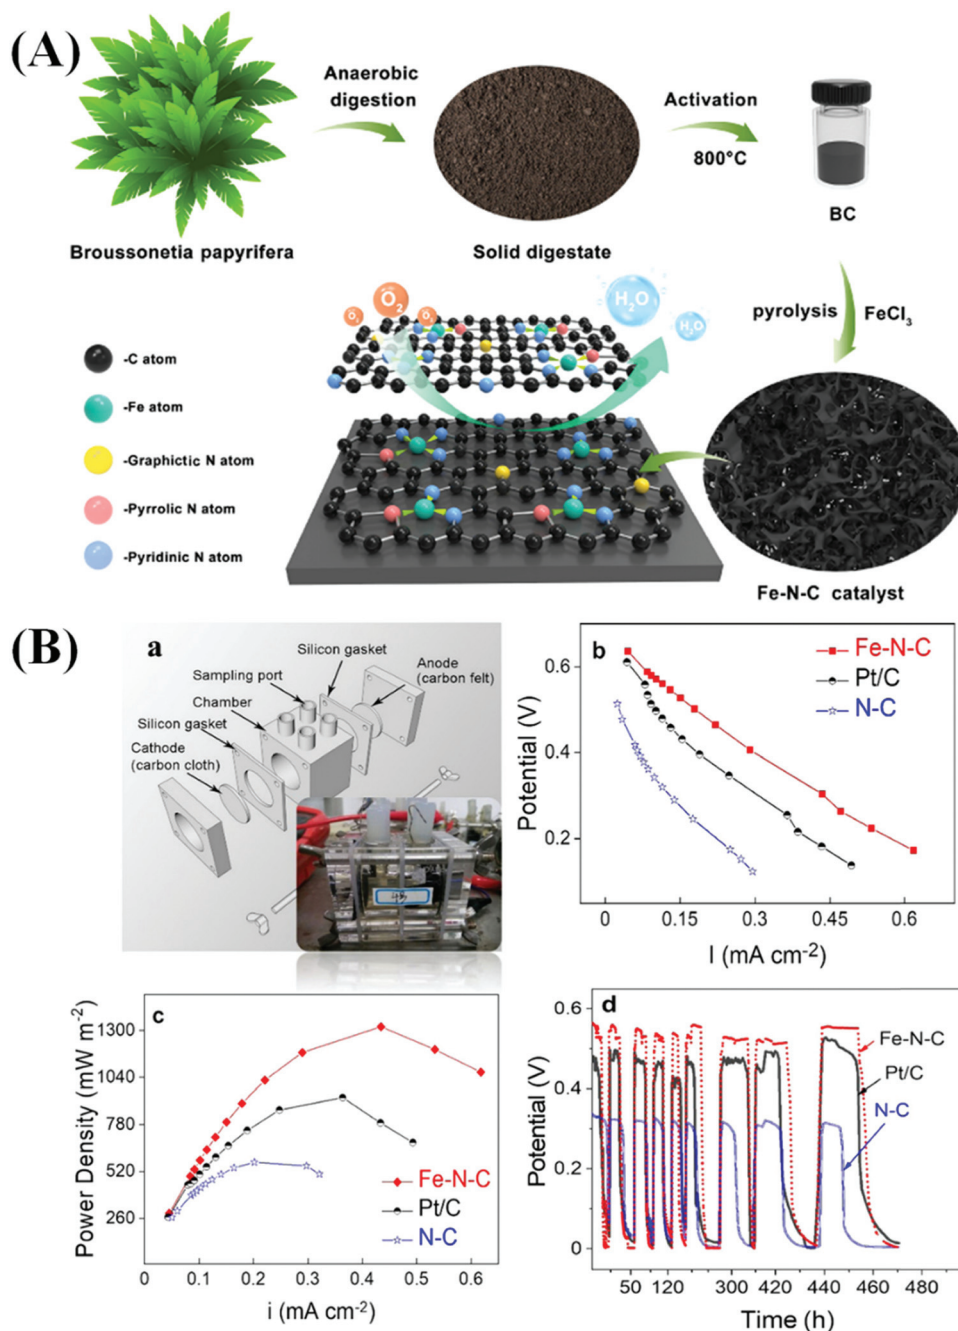 (A)
Anaerobic
digestion
Activation
800°C
BC
Broussonetia papyrifera
Solid digestate
O2
O2
O2
H2O
H2O
pyrolysis
FeCl3
-C atom
-Fe atom
-Graphictic N atom
-Pyrrolic N atom
-Pyridinic N atom
Fe-N-C catalyst
(B)
a
Silicon gasket
Sampling port
Anode
(carbon felt)
Chamber
Silicon gasket
Cathode
(carbon cloth)
b
Fe-N-C
Pt/C
N-C
Potential (V)
0.6
0.4
0.2
0
0.15
0.3
0.45
0.6
I (mA cm-2)
c
Power Density (mW m-2)
1300
1040
780
520
260
Fe-N-C
Pt/C
N-C
0
0.1
0.2
0.3
0.4
0.5
0.6
i (mA cm-2)
d
Potential (V)
0.6
0.4
0.2
0
Fe-N-C
Pt/C
N-C
50
120
300
420
440
460
480
Time (h)